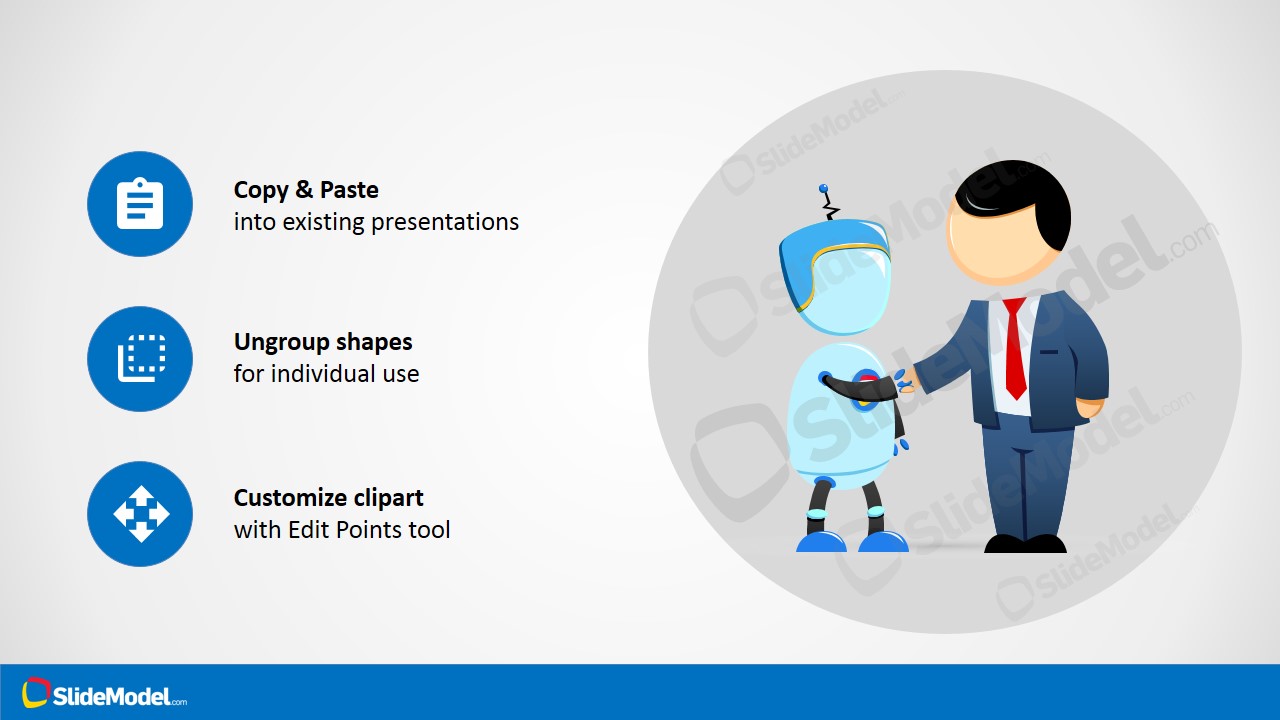 Copy & Paste
into existing presentations
Ungroup shapes
for individual use
Customize clipart
with Edit Points tool
SlideModel.com
SlideModel.com
SlideModel.com
SlideModel.com
SlideModel.com
SlideModel.com